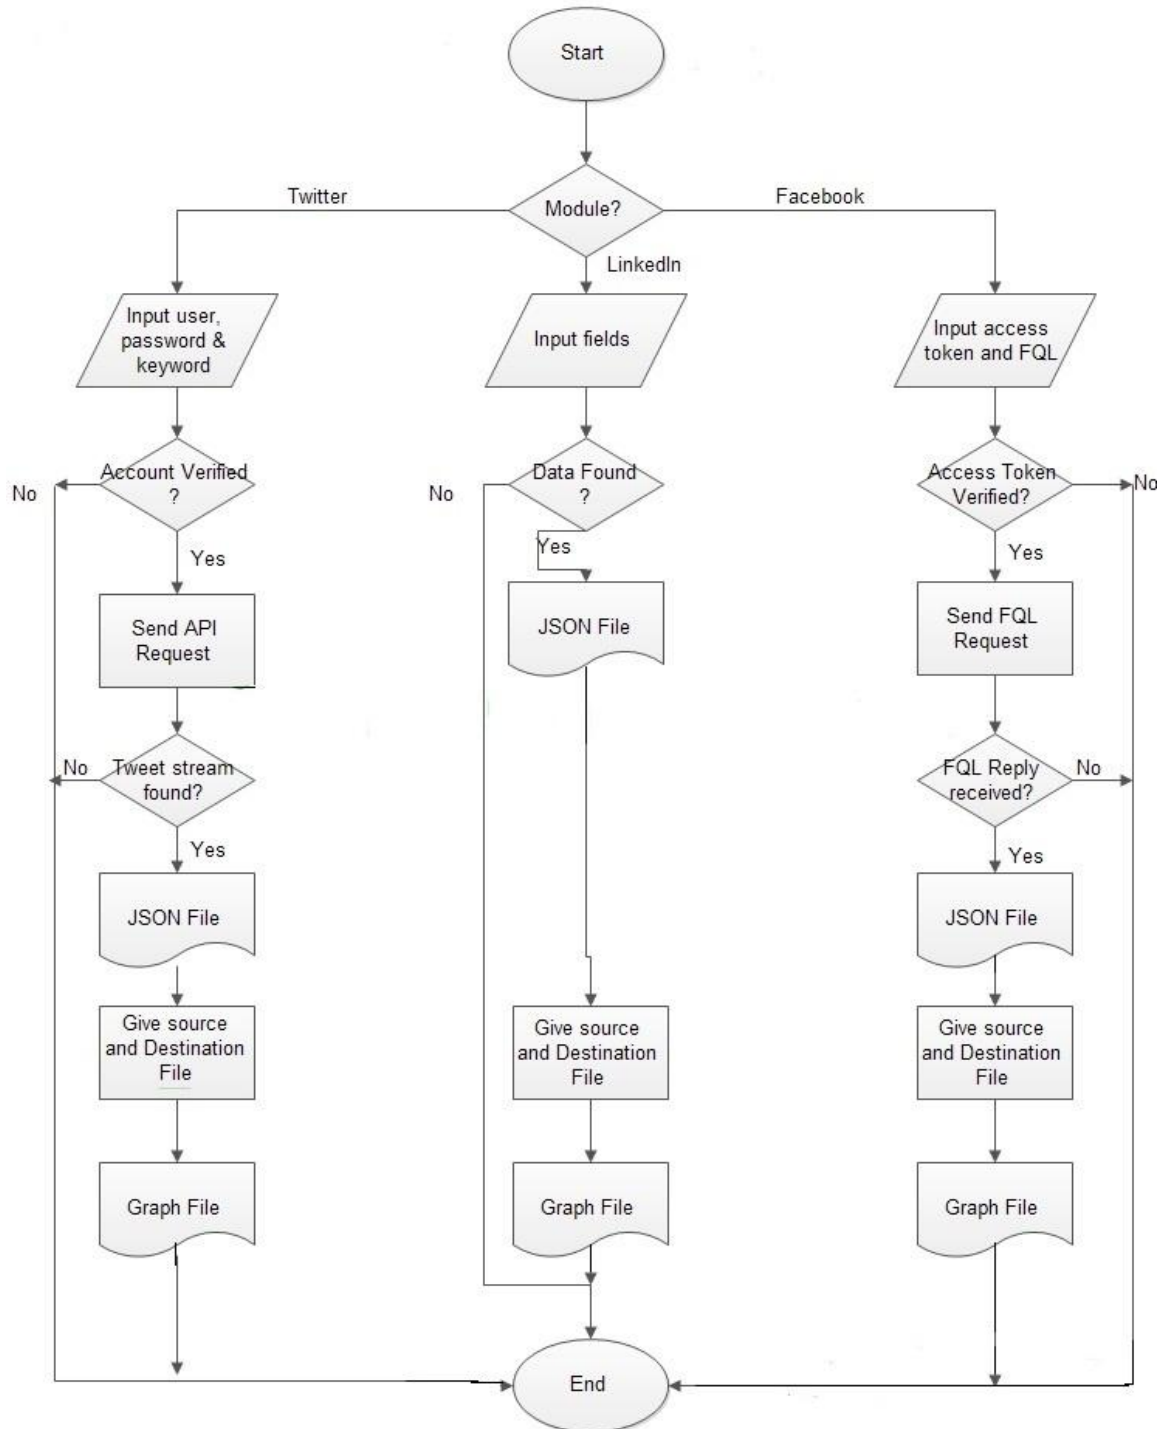 Start
Module?
Twitter
Facebook
LinkedIn
Input user,
password &
keyword
Input fields
Input access
token and FQL
Account Verified
?
No
Data Found
?
No
Access Token
Verified?
No
Yes
Yes
Yes
Send API
Request
JSON File
Send FQL
Request
Tweet stream
found?
No
FQL Reply
received?
No
Yes
Yes
JSON File
JSON File
Give source
and Destination
File
Give source
and Destination
File
Give source
and Destination
File
Graph File
Graph File
Graph File
End